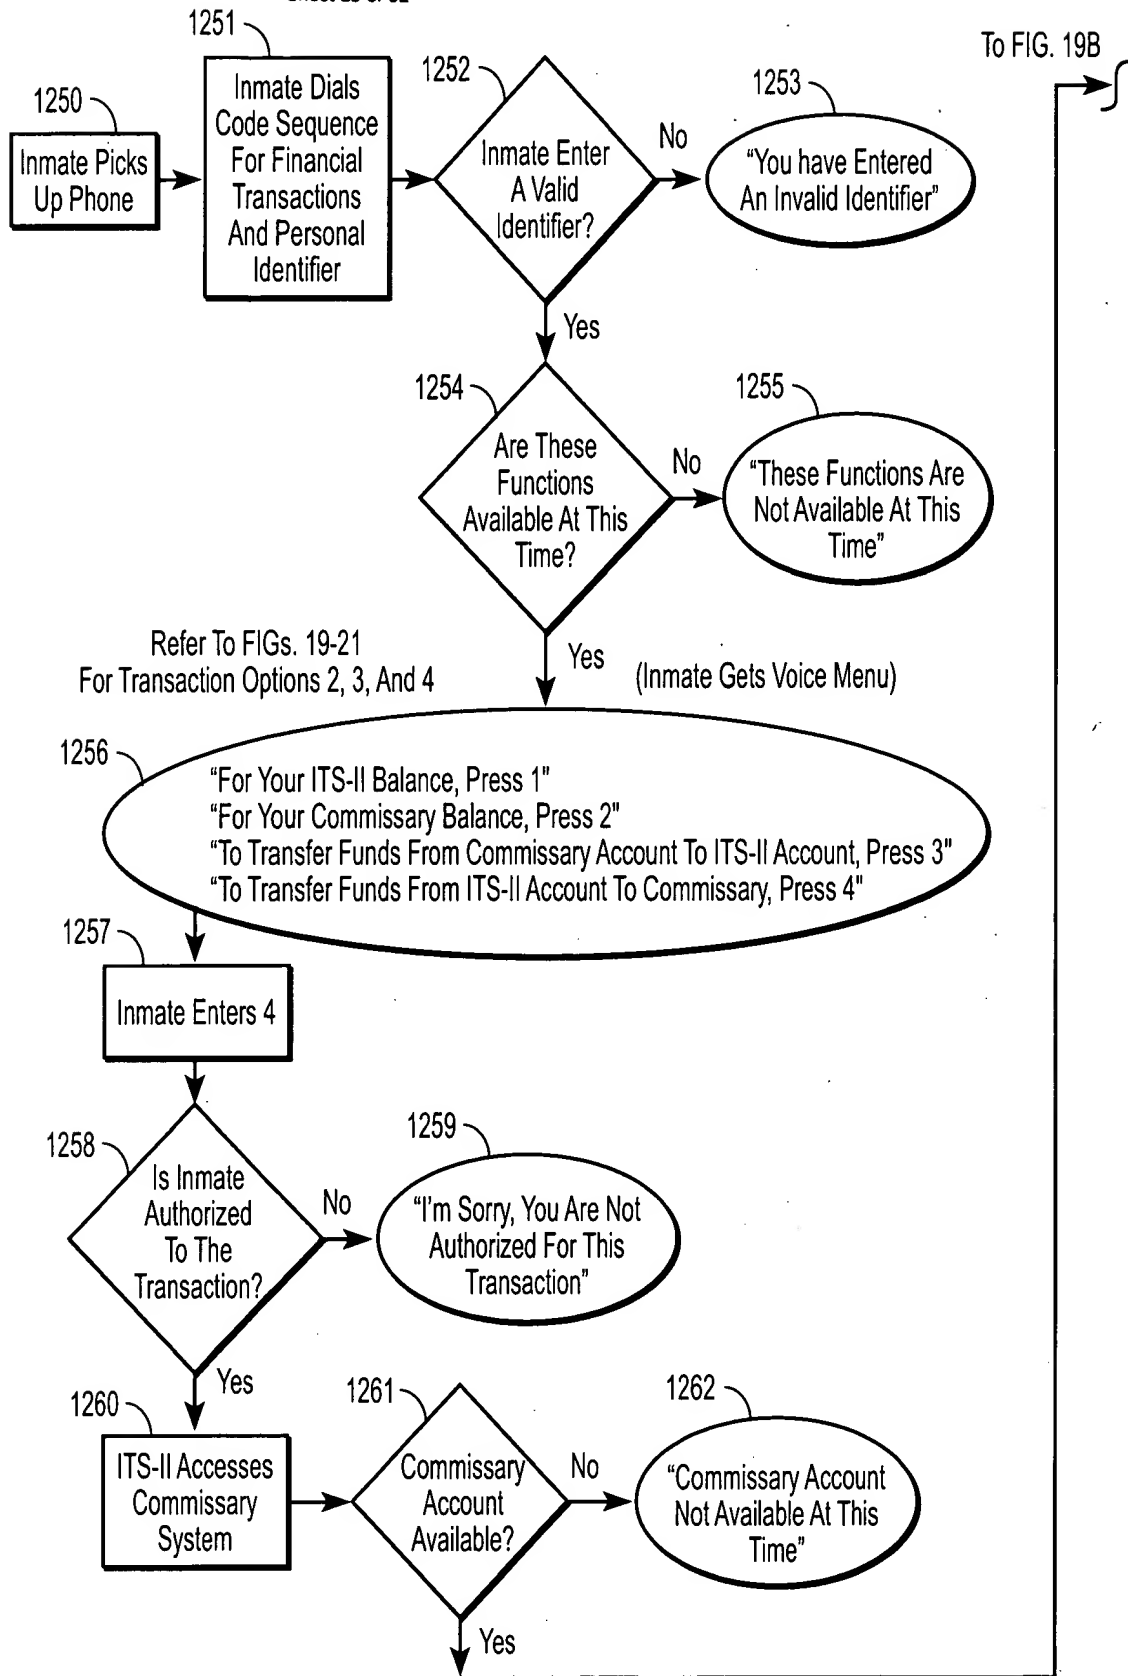 To FIG. 19B
1250
Inmate Picks
Up Phone
1251
Inmate Dials
Code Sequence
For Financial
Transactions
And Personal
Identifier
1252
Inmate Enter
A Valid
Identifier?
No
1253
"You have Entered
An Invalid Identifier"
Yes
1254
Are These
Functions
Available At This
Time?
No
1255
"These Functions Are
Not Available At This
Time"
Yes
Refer To FIGs. 19-21
For Transaction Options 2, 3, And 4
(Inmate Gets Voice Menu)
1256
"For Your ITS-II Balance, Press 1"
"For Your Commissary Balance, Press 2"
"To Transfer Funds From Commissary Account To ITS-II Account, Press 3"
"To Transfer Funds From ITS-II Account To Commissary, Press 4"
1257
Inmate Enters 4
1258
Is Inmate
Authorized
To The
Transaction?
No
1259
"I'm Sorry, You Are Not
Authorized For This
Transaction"
Yes
1260
ITS-II Accesses
Commissary
System
1261
Commissary
Account
Available?
No
1262
"Commissary Account
Not Available At This
Time"
Yes